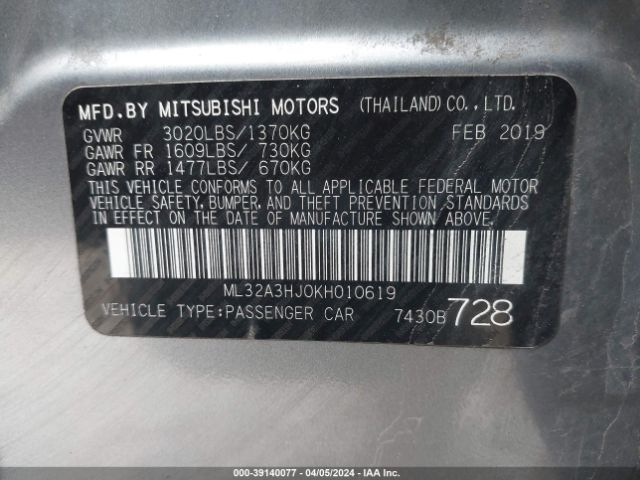 MFD.BY MITSUBISHI MOTORS (THAILAND) CO.,LTD.
GVWR 3020LBS/1370KG FEB 2019
GAWR FR 1609LBS/ 730KG
GAWR RR 1477LBS/ 670KG
THIS VEHICLE CONFORMS TO ALL APPLICABLE FEDERAL MOTOR
VEHICLE SAFETY, BUMPER, AND THEFT PREVENTION STANDARDS
IN EFFECT ON THE DATE OF MANUFACTURE SHOWN ABOVE.
ML32A3HJ0KH010619
VEHICLE TYPE:PASSENGER CAR 7430B 728
000-39140077 - 04/05/2024 - IAA Inc.